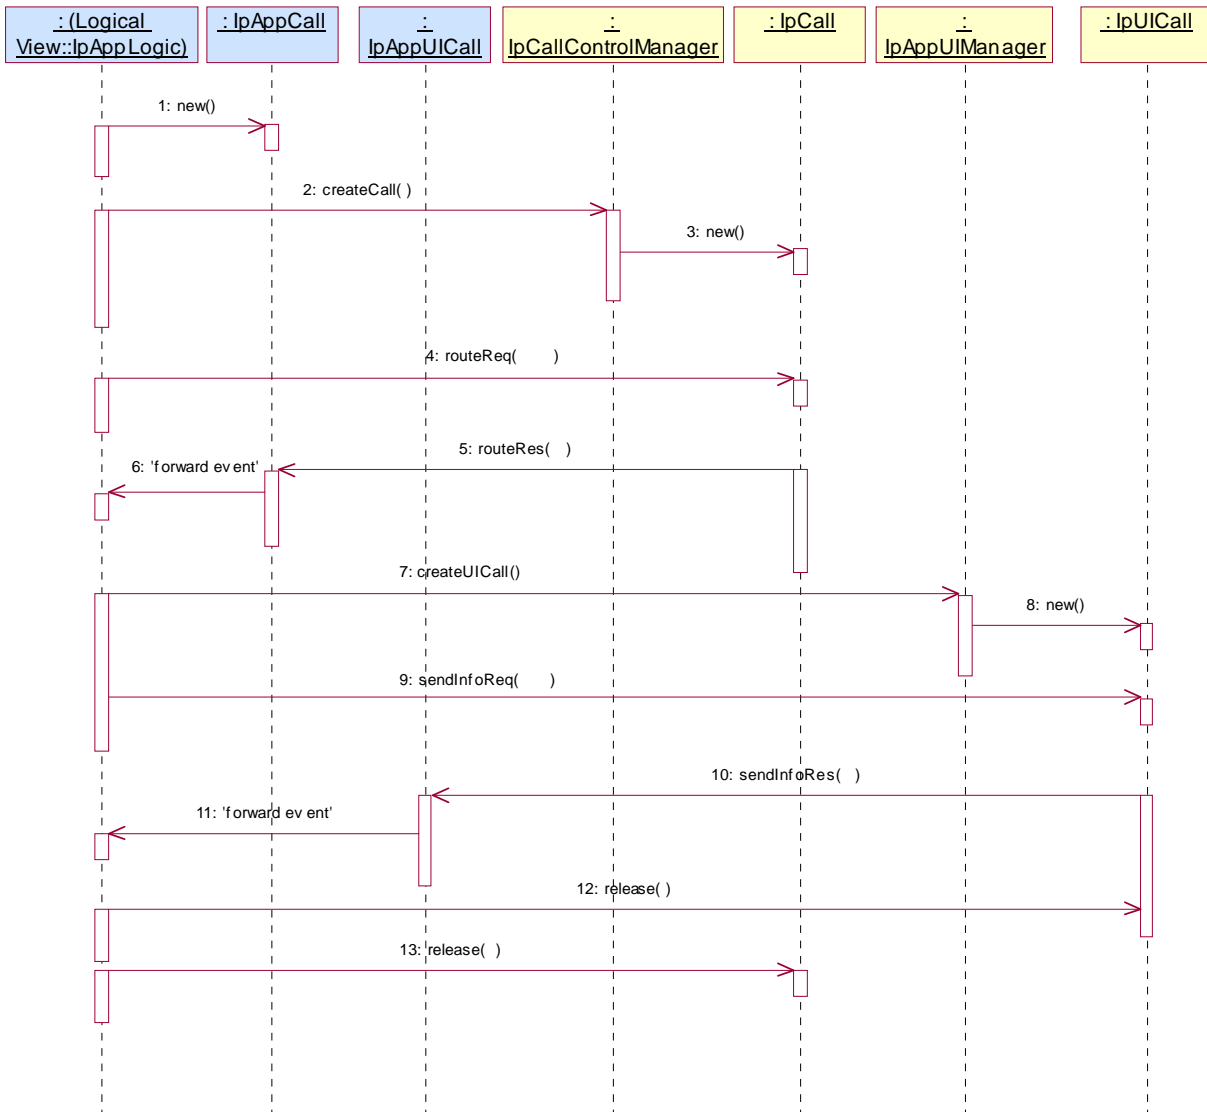 : (Logical
View::IpAppLogic)
: IpAppCall
:
IpAppUICall
:
IpCallControlManager
: IpCall
:
IpAppUIManager
: IpUICall
1: new()
2: createCall( )
3: new()
4: routeReq( )
5: routeRes( )
6: 'forward event'
7: createUICall()
8: new()
9: sendInfoReq( )
10: sendInfoRes( )
11: 'forward event'
12: release( )
13: release( )